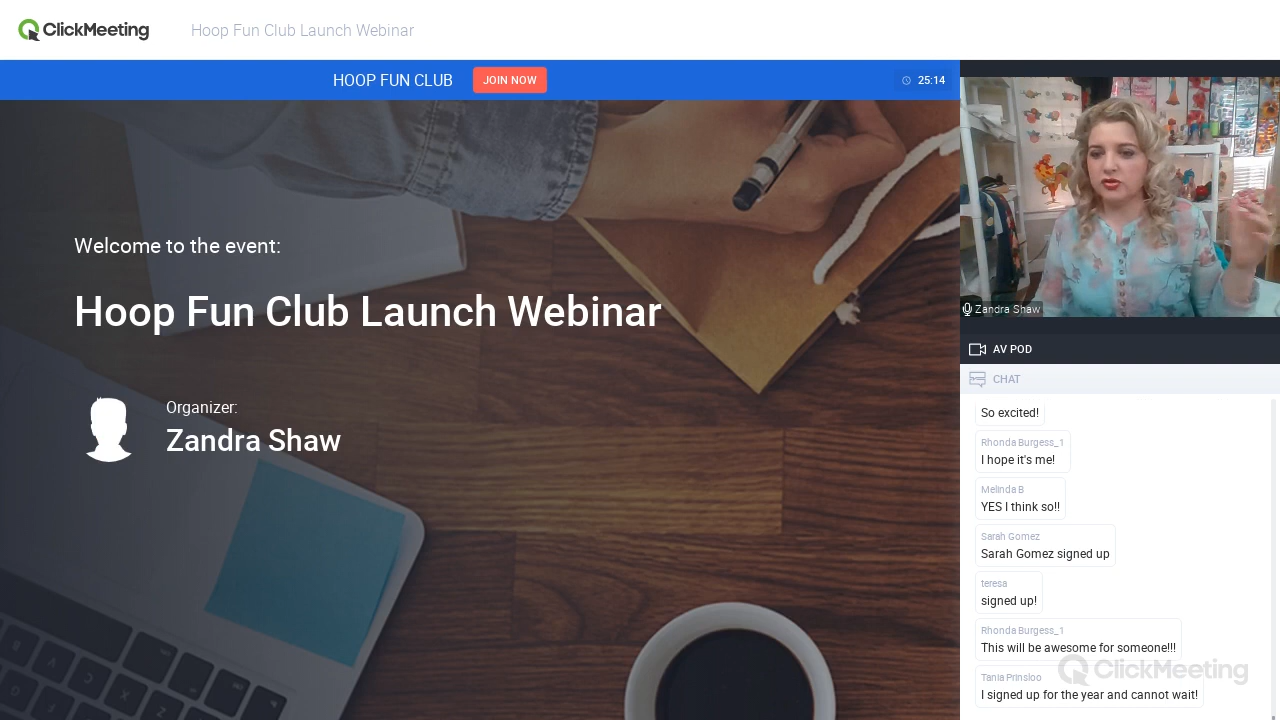 ClickMeeting
Hoop Fun Club Launch Webinar
HOOP FUN CLUB
JOIN NOW
25:14
Welcome to the event:
Hoop Fun Club Launch Webinar
Organizer:
Zandra Shaw
Zandra Shaw
AV POD
CHAT
So excited!
Rhonda Burgess_1
I hope it's me!
Melinda B
YES I think so!!
Sarah Gomez
Sarah Gomez signed up
teresa
signed up!
Rhonda Burgess_1
This will be awesome for someone!!!
Tania Prinsloo
I signed up for the year and cannot wait!
ClickMeeting